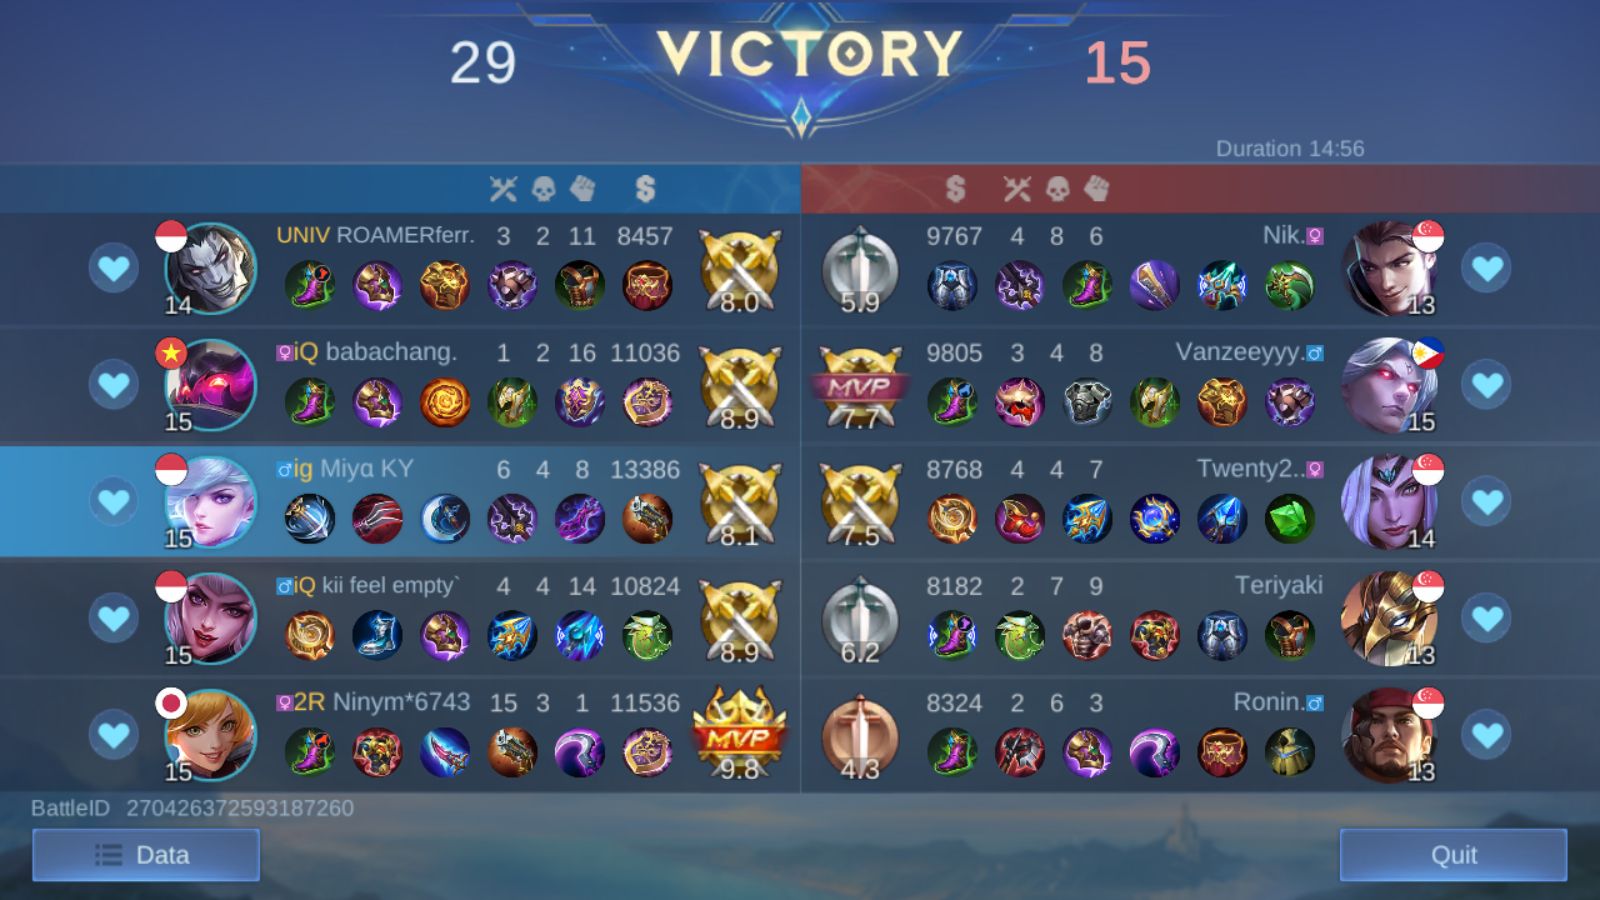 29 VICTORY 15
Duration 14:56
UNIV ROAMERferr. 3 2 11 8457
14 8.0
9767 4 8 6 Nik.
5.9 13
iQ babachang. 1 2 16 11036
15 8.9
9805 3 4 8 Vanzeeyyy.
MVP 7.7 15
ig Miyα KY 6 4 8 13386
15 8.1
8768 4 4 7 Twenty2..
7.5 14
iQ kii feel empty` 4 4 14 10824
15 8.9
8182 2 7 9 Teriyaki
6.2 13
2R Ninym*6743 15 3 1 11536
15 MVP 9.8
8324 2 6 3 Ronin.
4.3 13
BattleID 270426372593187260
Data
Quit